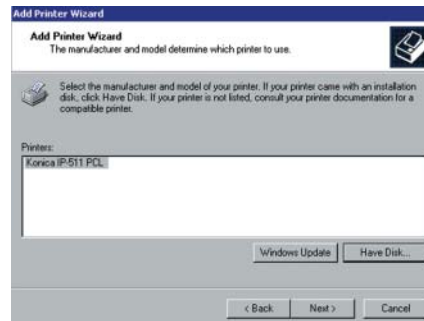 Add Printer Wizard
Add Printer Wizard
The manufacturer and model determine which printer to use.
Select the manufacturer and model of your printer. If your printer came with an installation
disk, click Have Disk. If your printer is not listed, consult your printer documentation for a
compatible printer.
Printers:
Konica IP-511 PCL
Windows Update
Have Disk...
< Back
Next >
Cancel